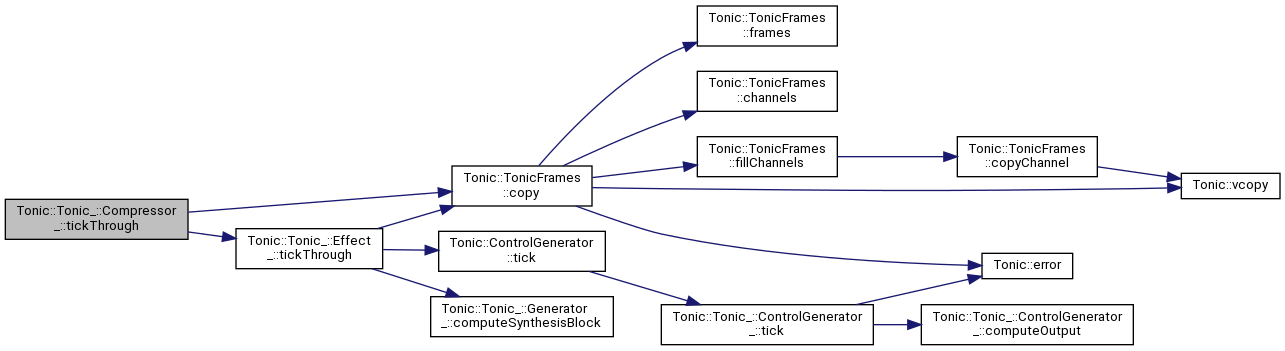 Tonic::TonicFrames
::frames
Tonic::TonicFrames
::channels
Tonic::TonicFrames
::fillChannels
Tonic::TonicFrames
::copyChannel
Tonic::TonicFrames
::copy
Tonic::vcopy
Tonic::Tonic_::Compressor
_::tickThrough
Tonic::Tonic_::Effect
_::tickThrough
Tonic::ControlGenerator
::tick
Tonic::error
Tonic::Tonic_::Generator
_::computeSynthesisBlock
Tonic::Tonic_::ControlGenerator
_::tick
Tonic::Tonic_::ControlGenerator
_::computeOutput